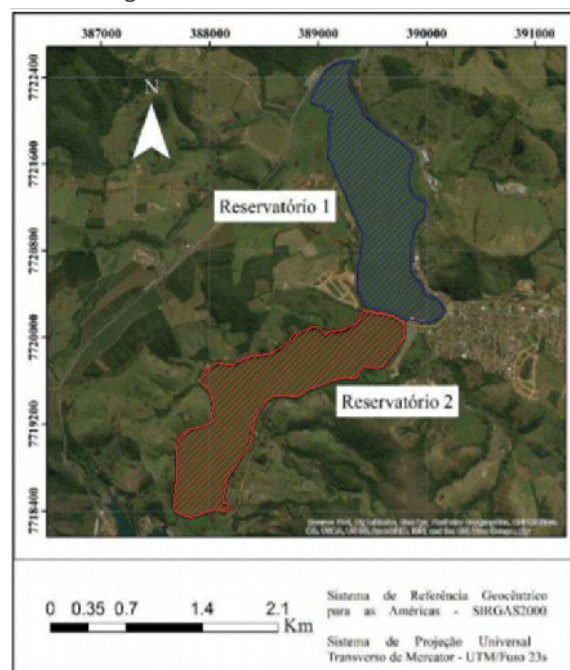 387000 388000 389000 390000 391000
7722400
7721600
7720800
7720000
7719200
7718400
N
Reservatório 1
Reservatório 2
0 0.35 0.7 1.4 2.1
Km
Sistema de Referência Geocêntrico
para as Américas - SIRGAS2000
Sistema de Projeção Universal
Transverso de Mercator - UTM/Fuso 23s